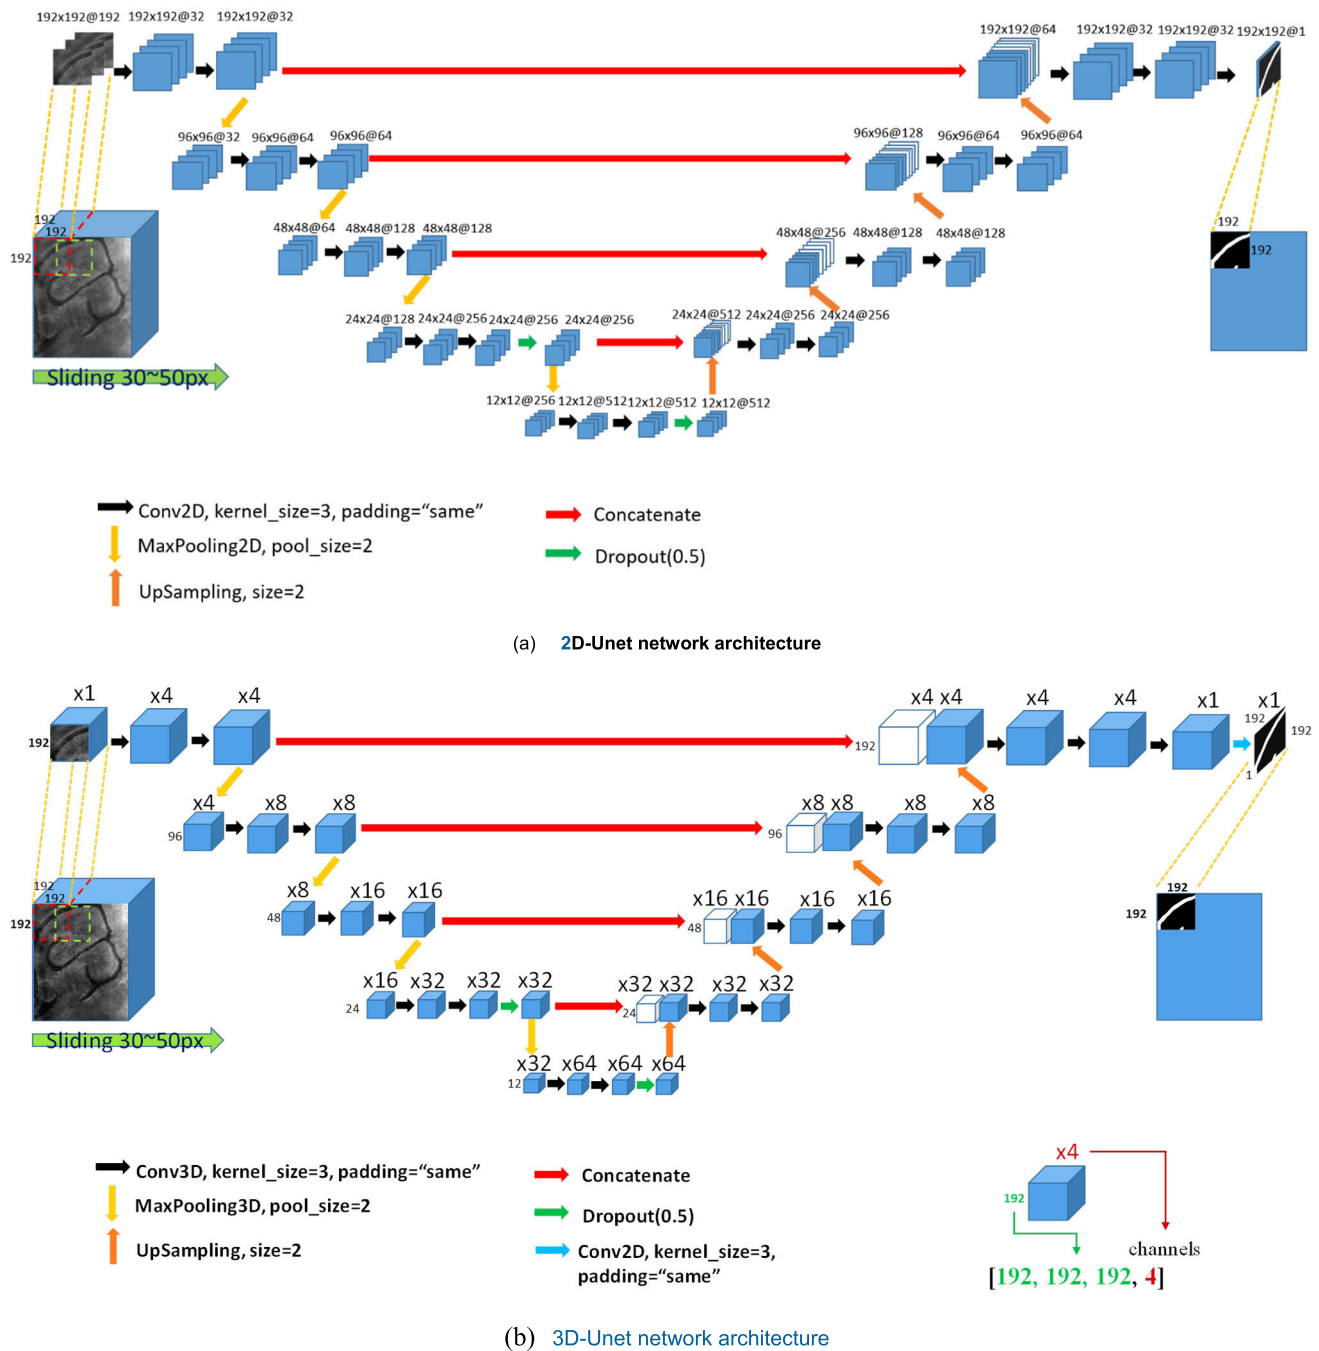 192x192@192 192x192@32 192x192@32 192x192@64 192x192@32 192x192@32 192x192@1
96x96@32 96x96@64 96x96@64 96x96@128 96x96@64 96x96@64
192
192
192
48x48@64 48x48@128 48x48@128 48x48@256 48x48@128 48x48@128
192
192
24x24@128 24x24@256 24x24@256 24x24@256 24x24@512 24x24@256 24x24@256
Sliding 30~50px
12x12@256 12x12@512 12x12@512 12x12@512
Conv2D, kernel_size=3, padding=“same”
MaxPooling2D, pool_size=2
UpSampling, size=2
Concatenate
Dropout(0.5)
(a) 2D-Unet network architecture
x1 x4 x4 x4 x4 x4 x4 x1 x1
192 192 192 192
1
x4 x8 x8 x8 x8 x8 x8
96 96
192
192
192
x8 x16 x16 x16 x16 x16 x16
48 48
192
192
x16 x32 x32 x32 x32 x32 x32 x32
24 24
Sliding 30~50px
x32 x64 x64 x64
12
Conv3D, kernel_size=3, padding=“same”
MaxPooling3D, pool_size=2
UpSampling, size=2
Concatenate
Dropout(0.5)
Conv2D, kernel_size=3,
padding=“same”
x4
192
channels
[192, 192, 192, 4]
(b) 3D-Unet network architecture